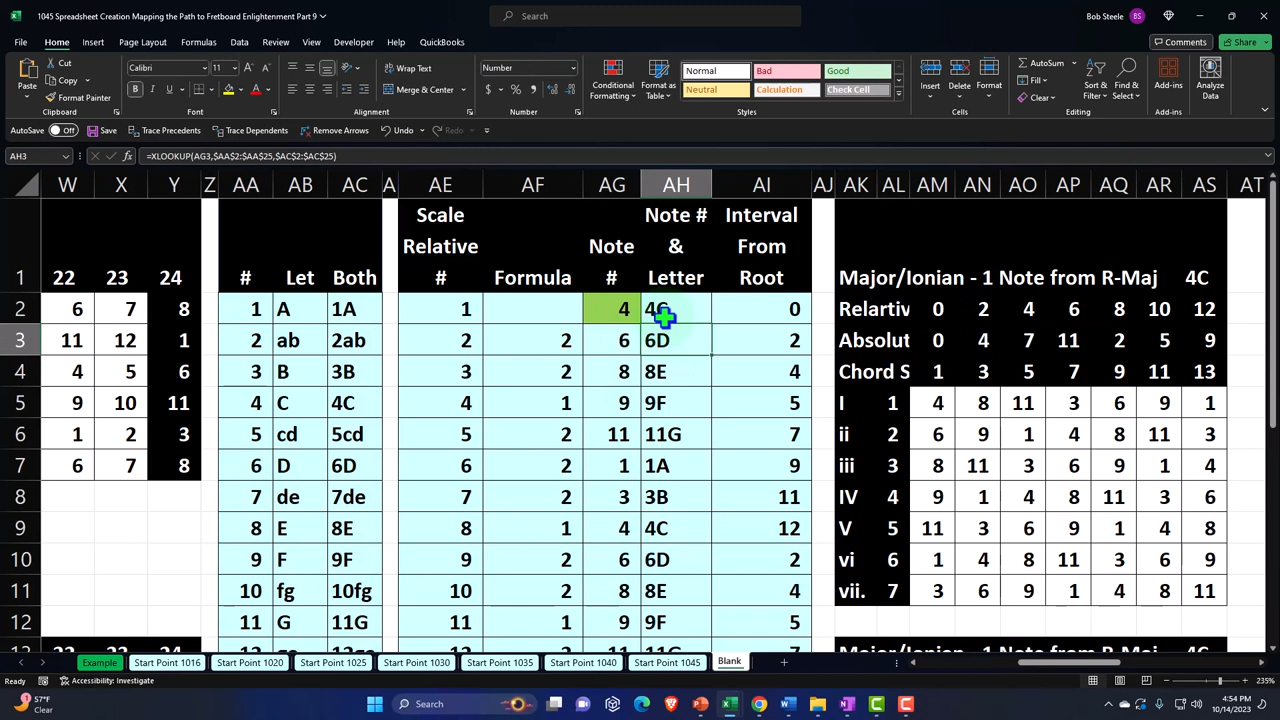 1045 Spreadsheet Creation Mapping the Path to Fretboard Enlightenment Part 9
Search
Bob Steele BS
File Home Insert Page Layout Formulas Data Review View Developer Help QuickBooks
Comments Share
Paste Cut Copy Format Painter Clipboard
Calibri 11 Font
Wrap Text Merge & Center Alignment
Number Number
Conditional Formatting Format as Table
Normal Bad Good
Neutral Calculation Check Cell
Styles
Insert Delete Format Cells
AutoSum Fill Clear Sort & Filter Find & Select Editing
Add-ins Add-ins
Analyze Data
AutoSave Off Save Trace Precedents Trace Dependents Remove Arrows Undo Redo
AH3 =XLOOKUP(AG3,$AA$2:$AA$25,$AC$2:$AC$25)
W X Y Z AA AB AC A AE AF AG AH AI AJ AK AL AM AN AO AP AQ AR AS AT
Scale Note # Interval
Relative Note & From
1 22 23 24 # Let Both # Formula # Letter Root Major/Ionian - 1 Note from R-Maj 4C
2 6 7 8 1 A 1A 1 4 4C 0 Relartiv 0 2 4 6 8 10 12
3 11 12 1 2 ab 2ab 2 2 6 6D 2 Absolut 0 4 7 11 2 5 9
4 4 5 6 3 B 3B 3 2 8 8E 4 Chord S 1 3 5 7 9 11 13
5 9 10 11 4 C 4C 4 1 9 9F 5 I 1 4 8 11 3 6 9 1
6 1 2 3 5 cd 5cd 5 2 11 11G 7 ii 2 6 9 1 4 8 11 3
7 6 7 8 6 D 6D 6 2 1 1A 9 iii 3 8 11 3 6 9 1 4
8 7 de 7de 7 2 3 3B 11 IV 4 9 1 4 8 11 3 6
9 8 E 8E 8 1 4 4C 12 V 5 11 3 6 9 1 4 8
10 9 F 9F 9 2 6 6D 2 vi 6 1 4 8 11 3 6 9
11 10 fg 10fg 10 2 8 8E 4 vii. 7 3 6 9 1 4 8 11
12 11 G 11G 11 1 9 9F 5
Example Start Point 1016 Start Point 1020 Start Point 1025 Start Point 1030 Start Point 1035 Start Point 1040 Start Point 1045 Blank
Ready Accessibility: Investigate 235%
57°F
Clear
Search
4:54 PM
10/14/2023